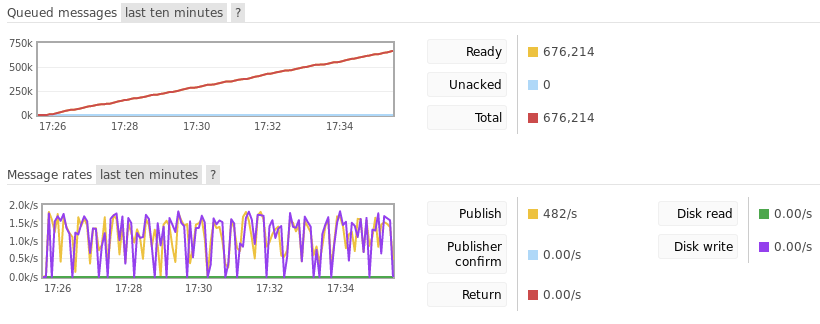 Queued messages last ten minutes ?
750k
500k
250k
0k
17:26 17:28 17:30 17:32 17:34
Ready 676,214
Unacked 0
Total 676,214
Message rates last ten minutes ?
2.0k/s
1.5k/s
1.0k/s
0.5k/s
0.0k/s
17:26 17:28 17:30 17:32 17:34
Publish 482/s
Publisher
confirm 0.00/s
Return 0.00/s
Disk read 0.00/s
Disk write 0.00/s